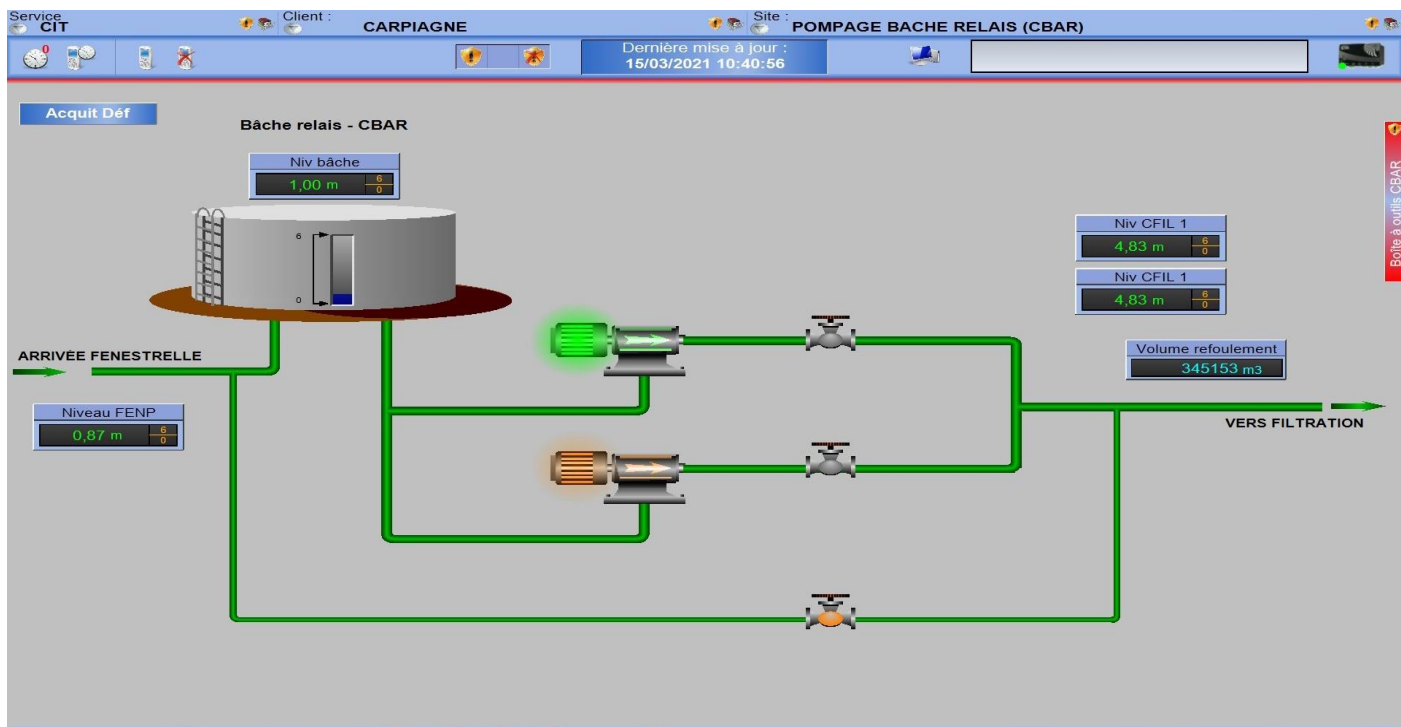 Service
CIT
Client :
CARPIAGNE
Site :
POMPAGE BACHE RELAIS (CBAR)
0
Dernière mise à jour :
15/03/2021 10:40:56
Acquit Déf
Bâche relais - CBAR
Niv bâche
1,00 m 6 0
6
0
Niv CFIL 1
4,83 m 6 0
Niv CFIL 1
4,83 m 6 0
Boîte à outils CBAR
ARRIVÉE FENESTRELLE
Volume refoulement
345153 m3
Niveau FENP
0,87 m 6 0
VERS FILTRATION